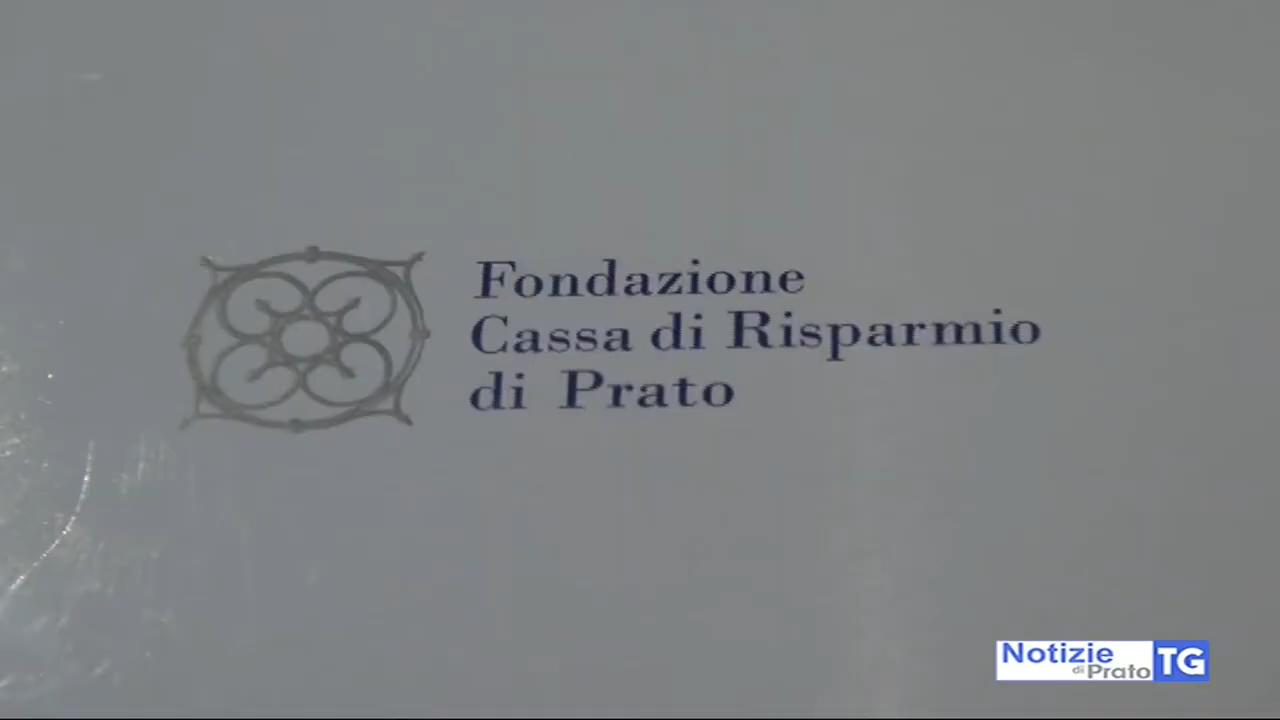 Fondazione
Cassa di Risparmio
di Prato
Notizie
di Prato TG